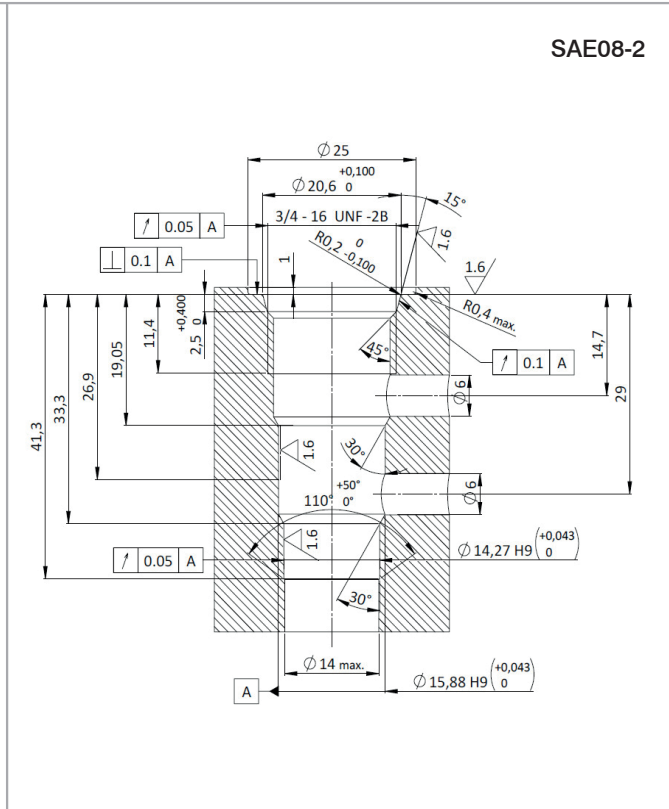 SAE08-2
∅ 25
∅ 20,6 +0,100 0
3/4 - 16 UNF -2B
15°
1.6
R0,2 0 -0,100
1
↗ 0.05 A
⊥ 0.1 A
1.6
R0,4 max.
↗ 0.1 A
45°
41,3
33,3
26,9
19,05
11,4
2,5 +0,400 0
14,7
29
∅ 6
∅ 6
1.6
30°
110° +50° 0°
1.6
↗ 0.05 A
∅ 14,27 H9 (+0,043 0)
30°
∅ 14 max.
A
∅ 15,88 H9 (+0,043 0)